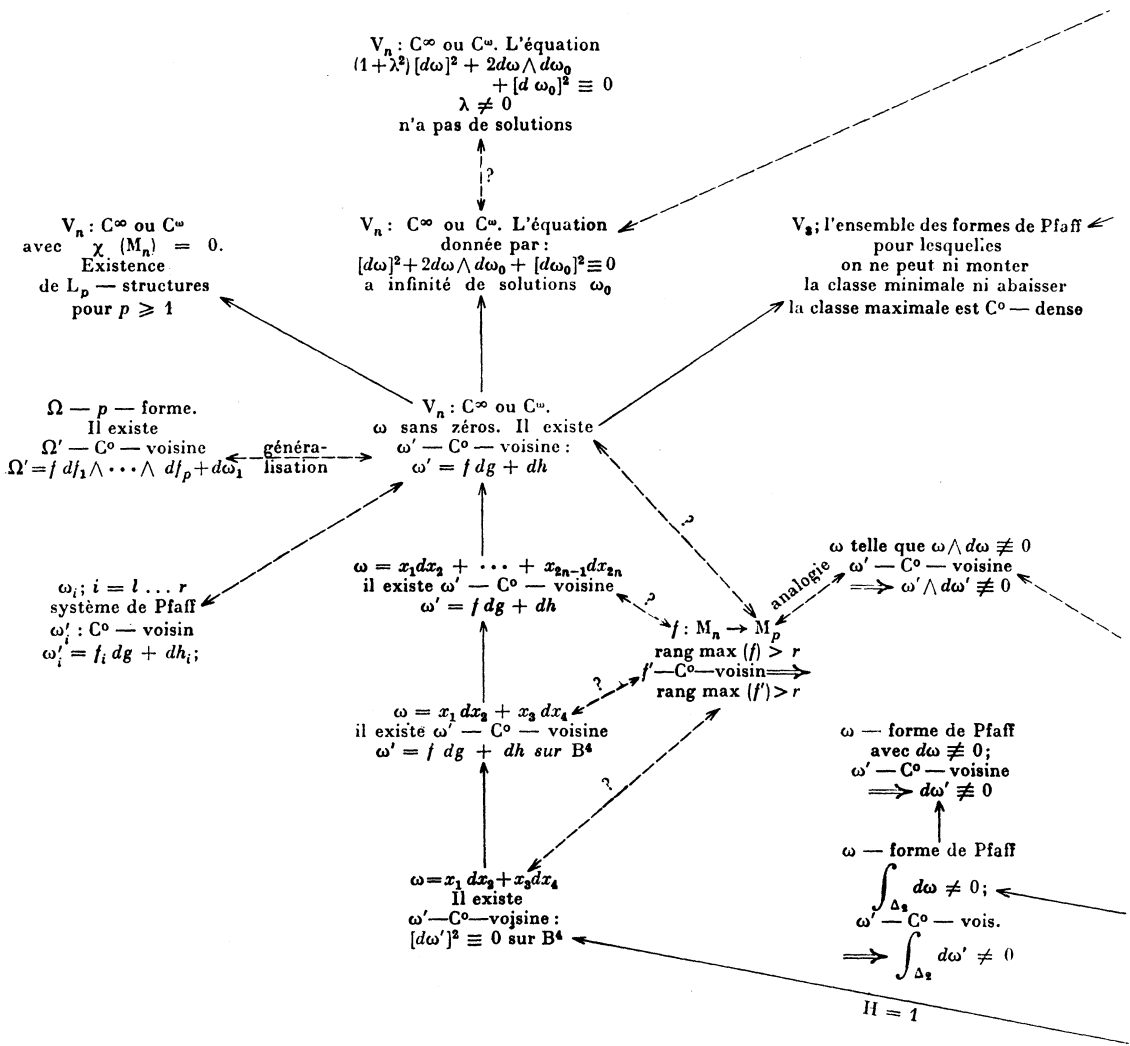 Vₙ : C∞ ou Cω. L'équation
(1+λ²) [dω]² + 2dω ∧ dω₀
+ [d ω₀]² ≡ 0
λ ≠ 0
n'a pas de solutions
?
Vₙ : C∞ ou Cω
avec χ (Mₙ) = 0.
Existence
de Lₚ — structures
pour p ⩾ 1
Vₙ : C∞ ou Cω. L'équation
donnée par :
[dω]² + 2dω ∧ dω₀ + [dω₀]² ≡ 0
a infinité de solutions ω₀
V₃; l'ensemble des formes de Pfaff
pour lesquelles
on ne peut ni monter
la classe minimale ni abaisser
la classe maximale est C⁰ — dense
Ω — p — forme.
Il existe
Ω' — C⁰ — voisine
Ω' = f df₁ ∧ ··· ∧ dfₚ + dω₁
généra-
lisation
Vₙ : C∞ ou Cω.
ω sans zéros. Il existe
ω' — C⁰ — voisine :
ω' = f dg + dh
?
ωᵢ; i = l ... r
système de Pfaff
ω'ᵢ : C⁰ — voisin
ω'ᵢ = fᵢ dg + dhᵢ;
ω = x₁dx₂ + ··· + x₂ₙ₋₁dx₂ₙ
il existe ω' — C⁰ — voisine
ω' = f dg + dh
?
analogie
ω telle que ω ∧ dω ≢ 0
ω' — C⁰ — voisine
⟹ ω' ∧ dω' ≢ 0
f : Mₙ → Mₚ
rang max (f) > r
f' — C⁰ — voisin ⟹
rang max (f') > r
?
ω = x₁ dx₂ + x₃ dx₄
il existe ω' — C⁰ — voisine
ω' = f dg + dh sur B⁴
?
ω — forme de Pfaff
avec dω ≢ 0;
ω' — C⁰ — voisine
⟹ dω' ≢ 0
ω = x₁ dx₂ + x₃dx₄
Il existe
ω' — C⁰ — voisine :
[dω']² ≡ 0 sur B⁴
ω — forme de Pfaff
∫_Δ₂ dω ≠ 0;
ω' — C⁰ — vois.
⟹ ∫_Δ₂ dω' ≠ 0
H = 1